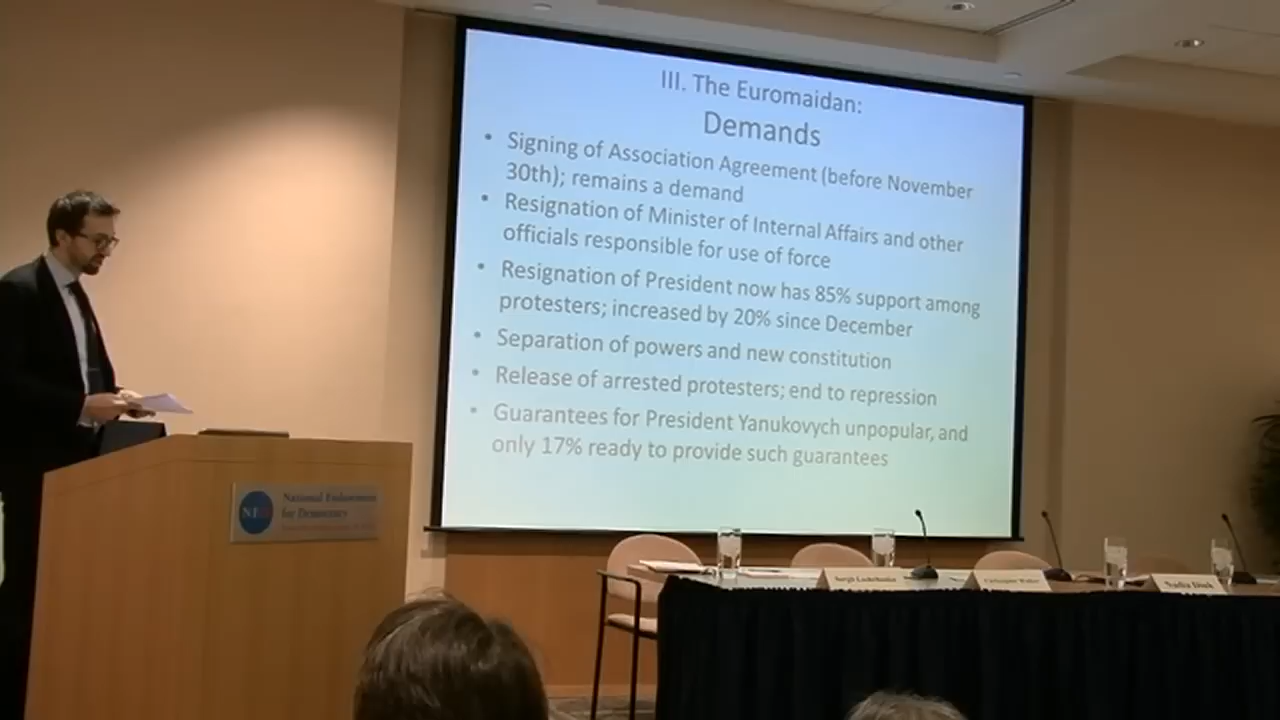 III. The Euromaidan:
Demands
• Signing of Association Agreement (before November
30th); remains a demand
• Resignation of Minister of Internal Affairs and other
officials responsible for use of force
• Resignation of President now has 85% support among
protesters; increased by 20% since December
• Separation of powers and new constitution
• Release of arrested protesters; end to repression
• Guarantees for President Yanukovych unpopular, and
only 17% ready to provide such guarantees
NED
National Endowment
for Democracy
Nadia Diuk